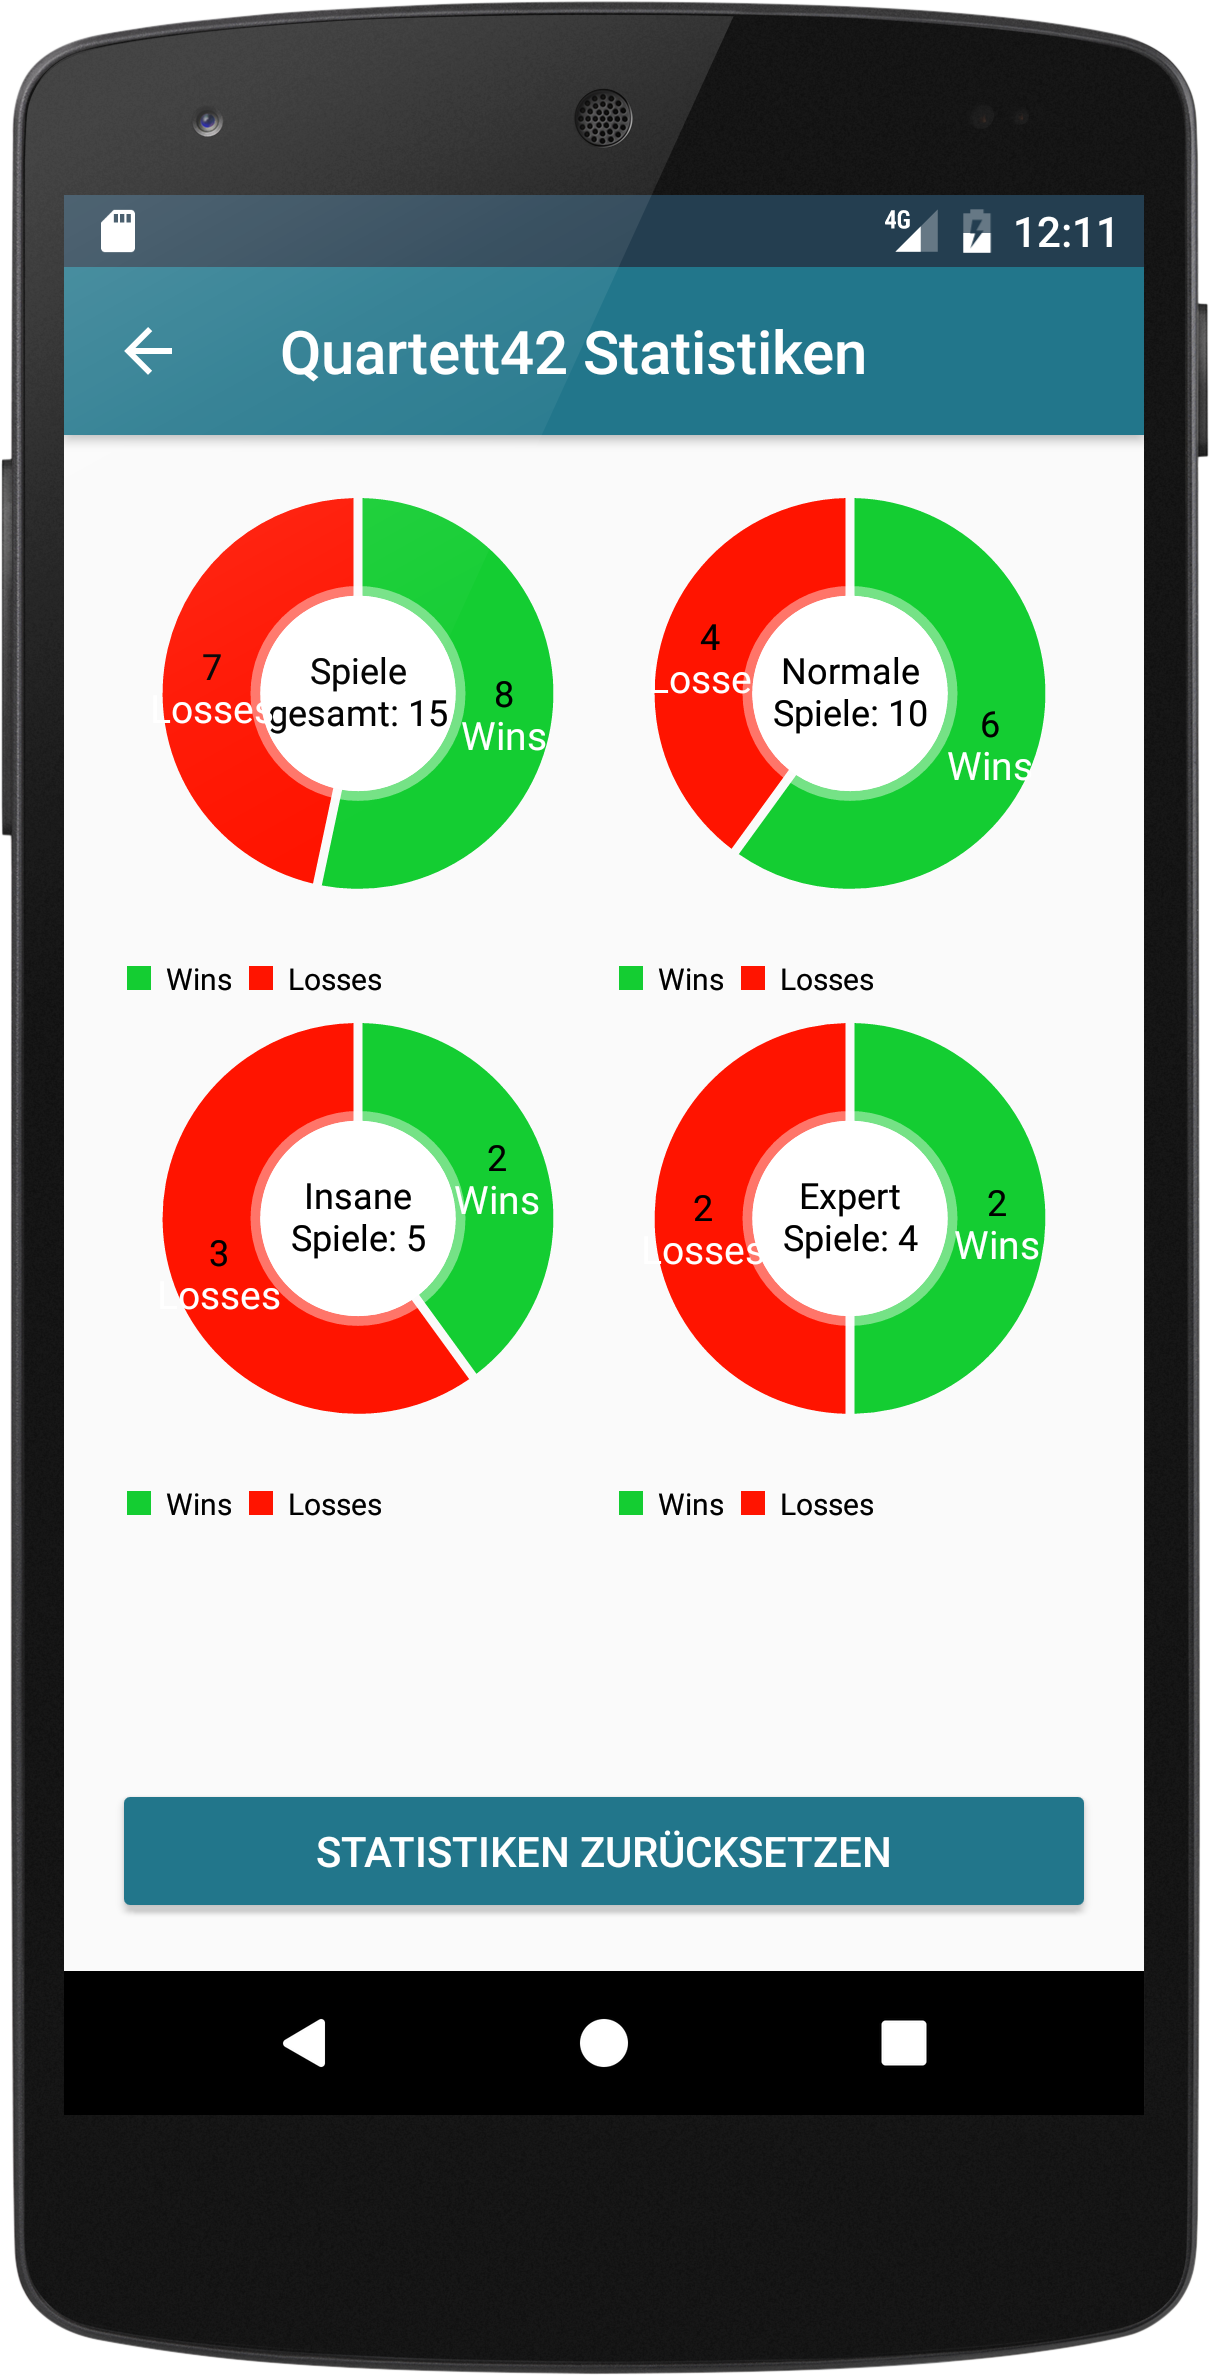 4G 12:11
Quartett42 Statistiken
7
Losses
Spiele
gesamt: 15
8
Wins
4
Losse
Normale
Spiele: 10
6
Wins
Wins Losses
Wins Losses
3
Losses
Insane
Spiele: 5
2
Wins
2
Losses
Expert
Spiele: 4
2
Wins
Wins Losses
Wins Losses
STATISTIKEN ZURÜCKSETZEN